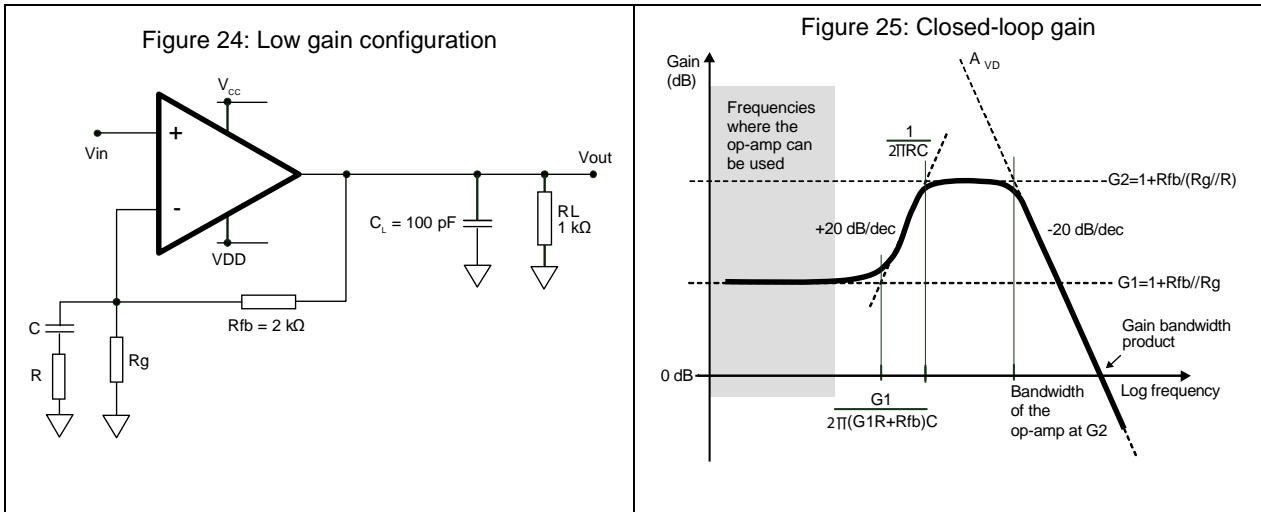 Figure 24: Low gain configuration
Vcc
+
Vin
-
Vout
CL = 100 pF
RL
1 kΩ
VDD
Rfb = 2 kΩ
C
R
Rg
Figure 25: Closed-loop gain
Gain
(dB)
A VD
Frequencies
where the
op-amp can
be used
1
2ΠRC
G2=1+Rfb/(Rg//R)
+20 dB/dec
-20 dB/dec
G1=1+Rfb//Rg
Gain bandwidth
product
0 dB
Log frequency
G1
2Π(G1R+Rfb)C
Bandwidth
of the
op-amp at G2